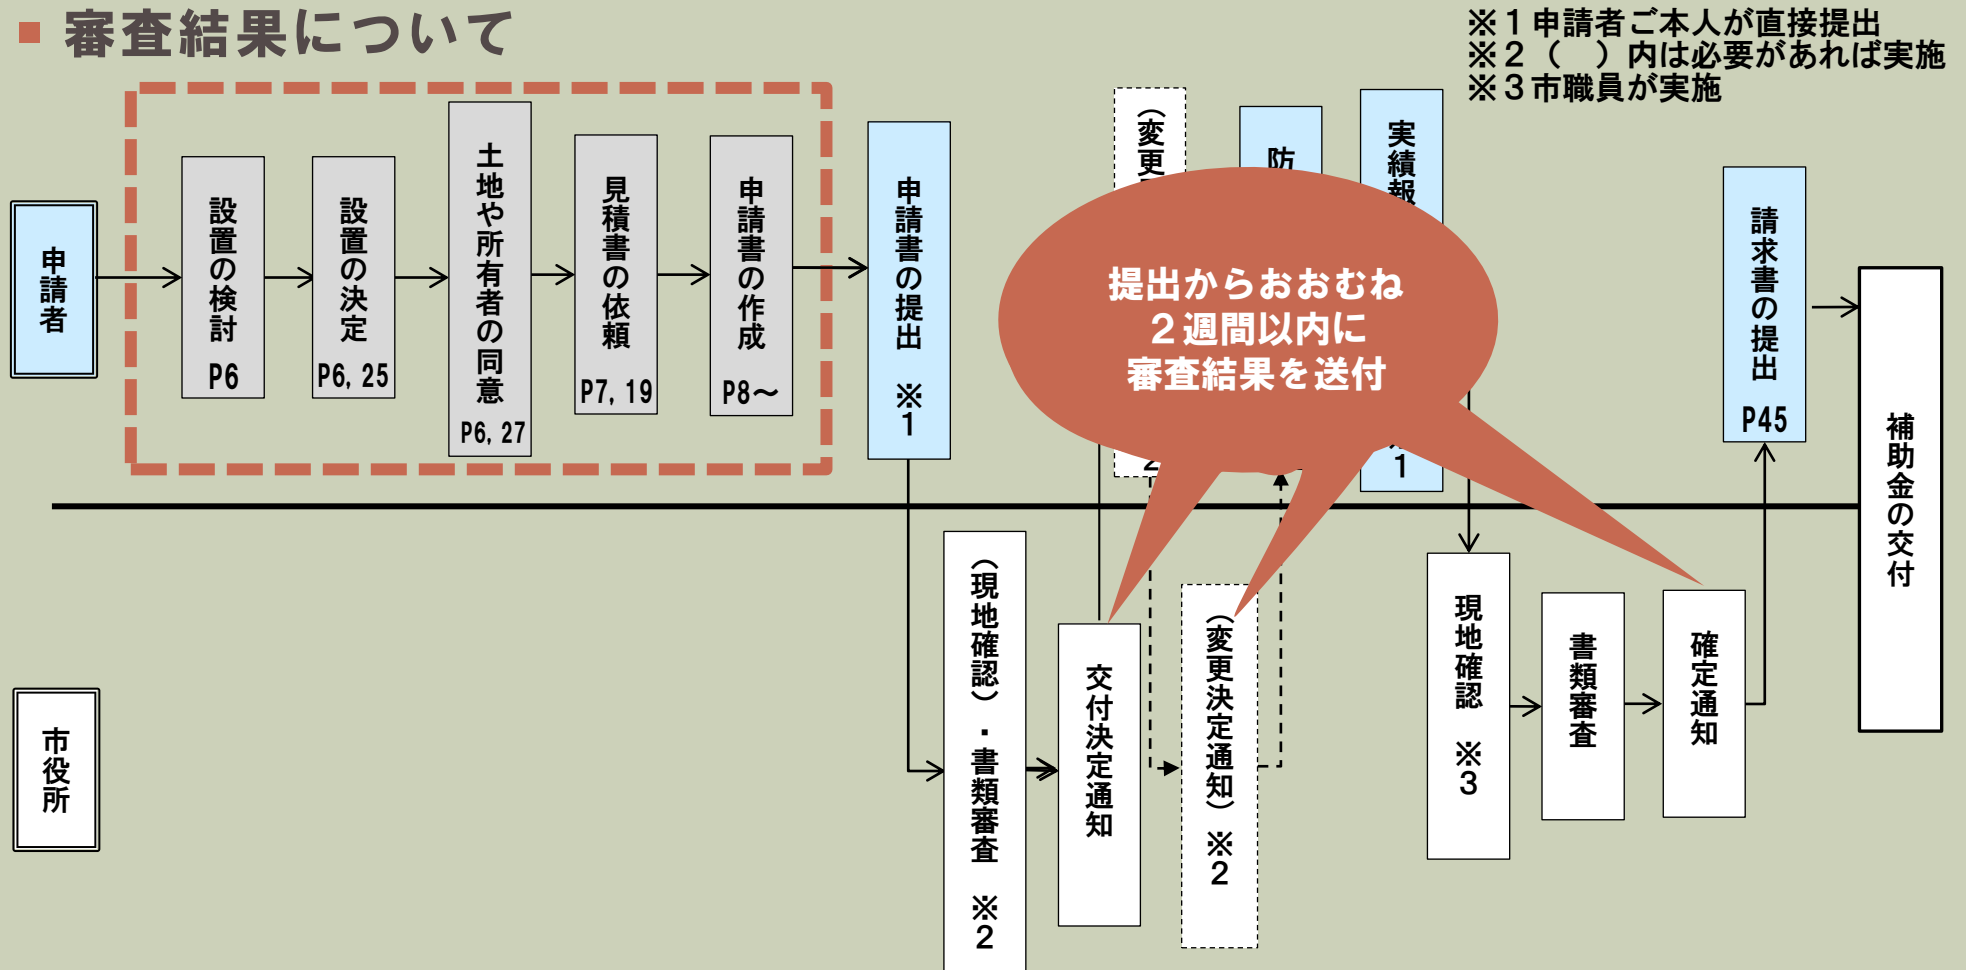 審査結果について
※１申請者ご本人が直接提出
※２（　）内は必要があれば実施
※３市職員が実施
申請者
設置の検討
P6
設置の決定
P6, 25
土地や所有者の同意
P6, 27
見積書の依頼
P7, 19
申請書の作成
P8～
申請書の提出　※1
（変更
2
防
実績報
1
提出からおおむね
２週間以内に
審査結果を送付
請求書の提出
P45
補助金の交付
市役所
（現地確認）・書類審査　※2
交付決定通知
（変更決定通知）※2
現地確認　※3
書類審査
確定通知